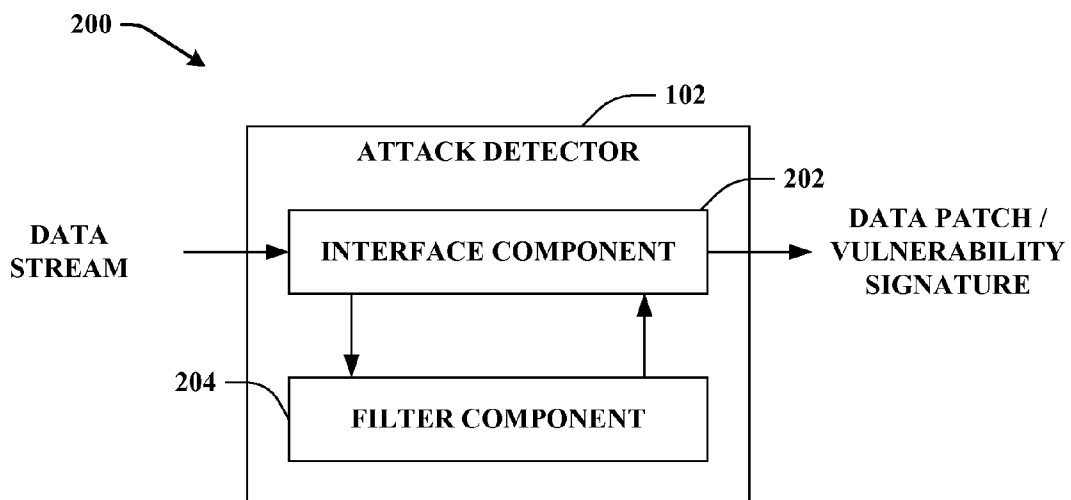 200
102
ATTACK DETECTOR
202
DATA
STREAM
INTERFACE COMPONENT
DATA PATCH /
VULNERABILITY
SIGNATURE
204
FILTER COMPONENT